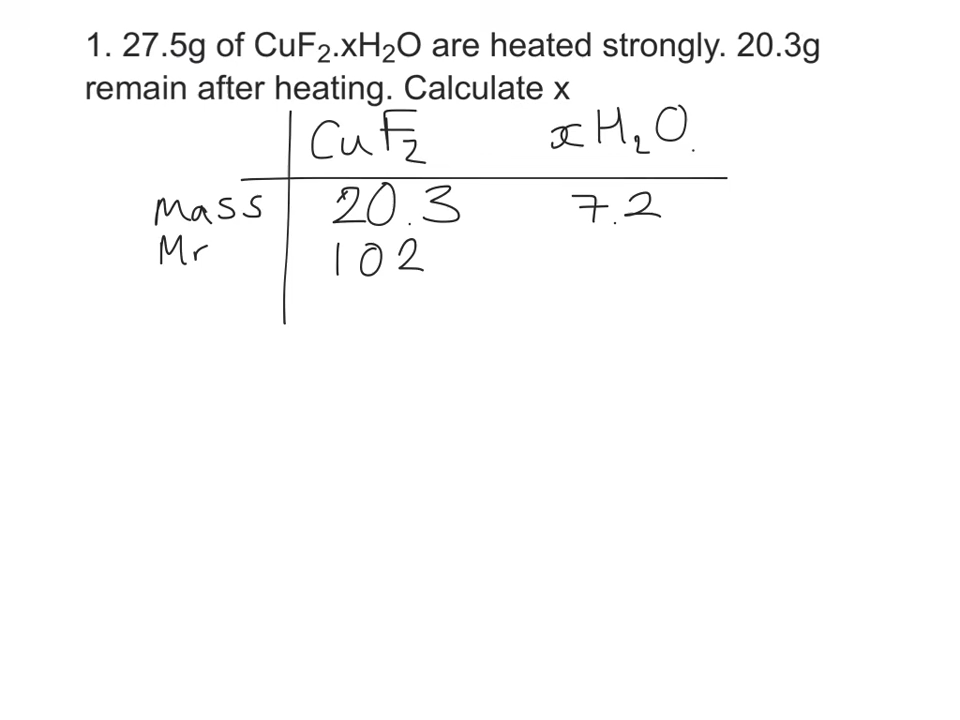 1. 27.5g of CuF₂.xH₂O are heated strongly. 20.3g
remain after heating. Calculate x
CuF₂ xH₂O.
Mass 20.3 7.2
Mr 102